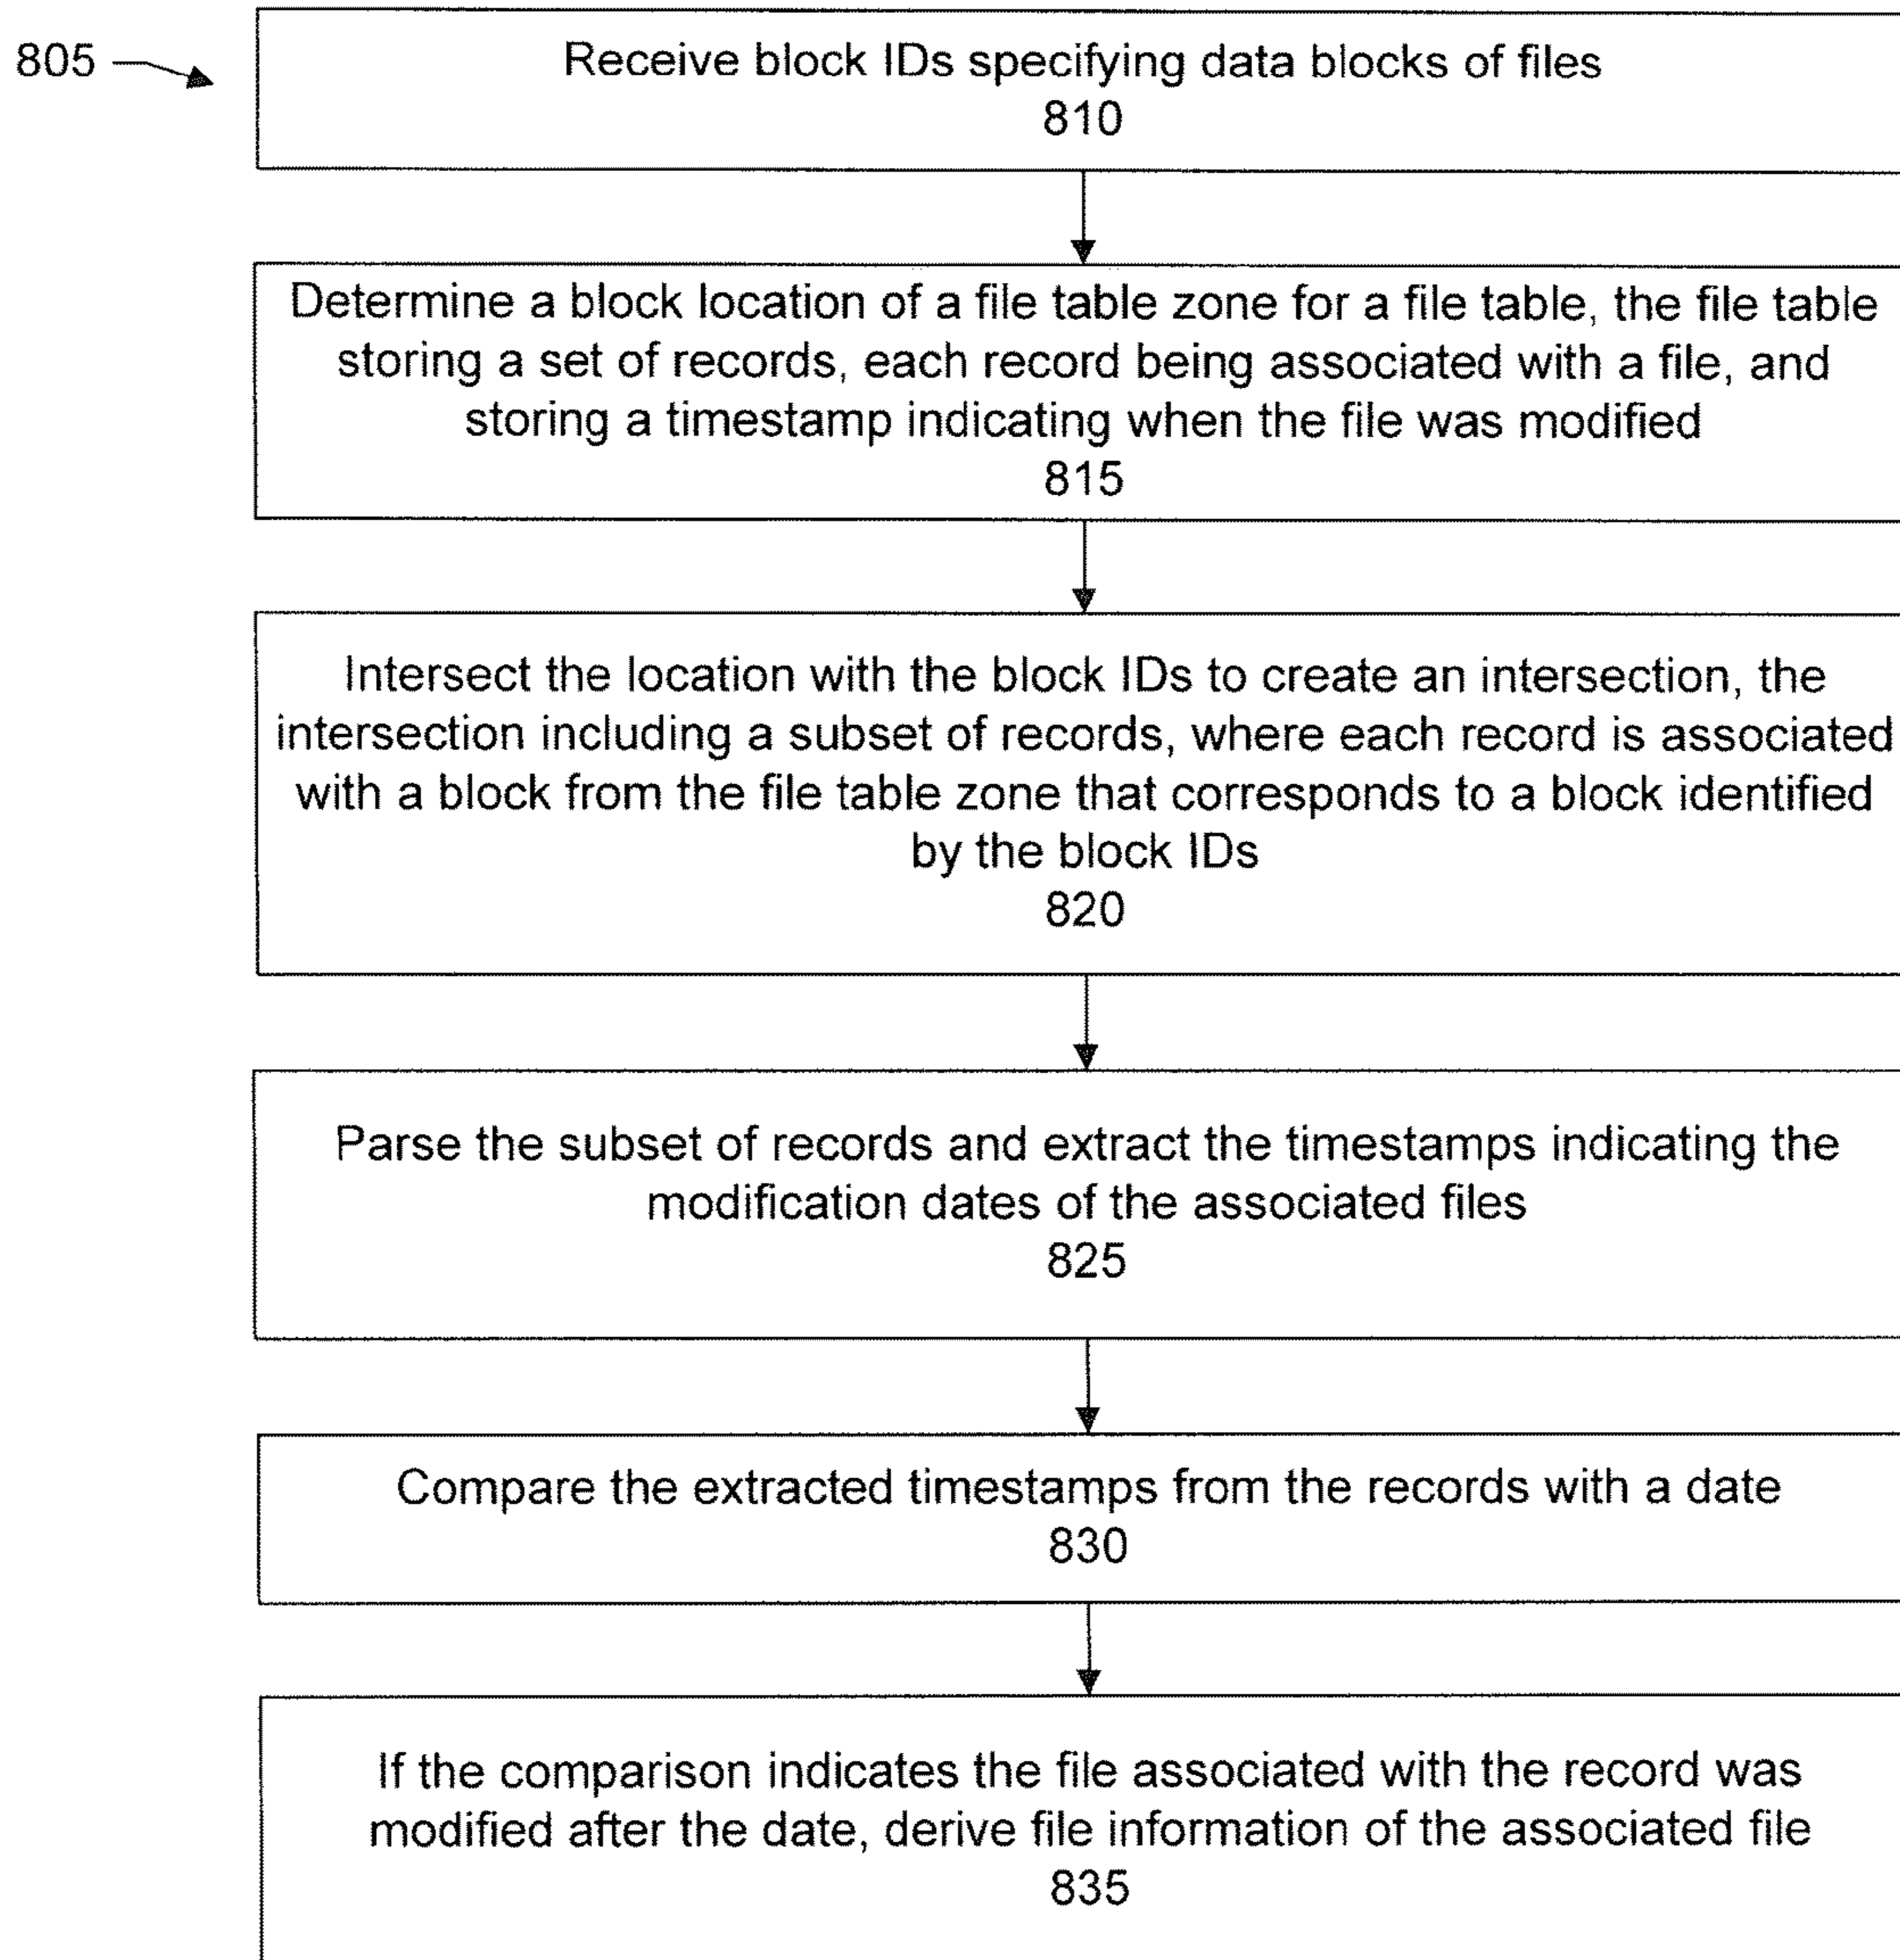 805
Receive block IDs specifying data blocks of files
810
Determine a block location of a file table zone for a file table, the file table
storing a set of records, each record being associated with a file, and
storing a timestamp indicating when the file was modified
815
Intersect the location with the block IDs to create an intersection, the
intersection including a subset of records, where each record is associated
with a block from the file table zone that corresponds to a block identified
by the block IDs
820
Parse the subset of records and extract the timestamps indicating the
modification dates of the associated files
825
Compare the extracted timestamps from the records with a date
830
If the comparison indicates the file associated with the record was
modified after the date, derive file information of the associated file
835